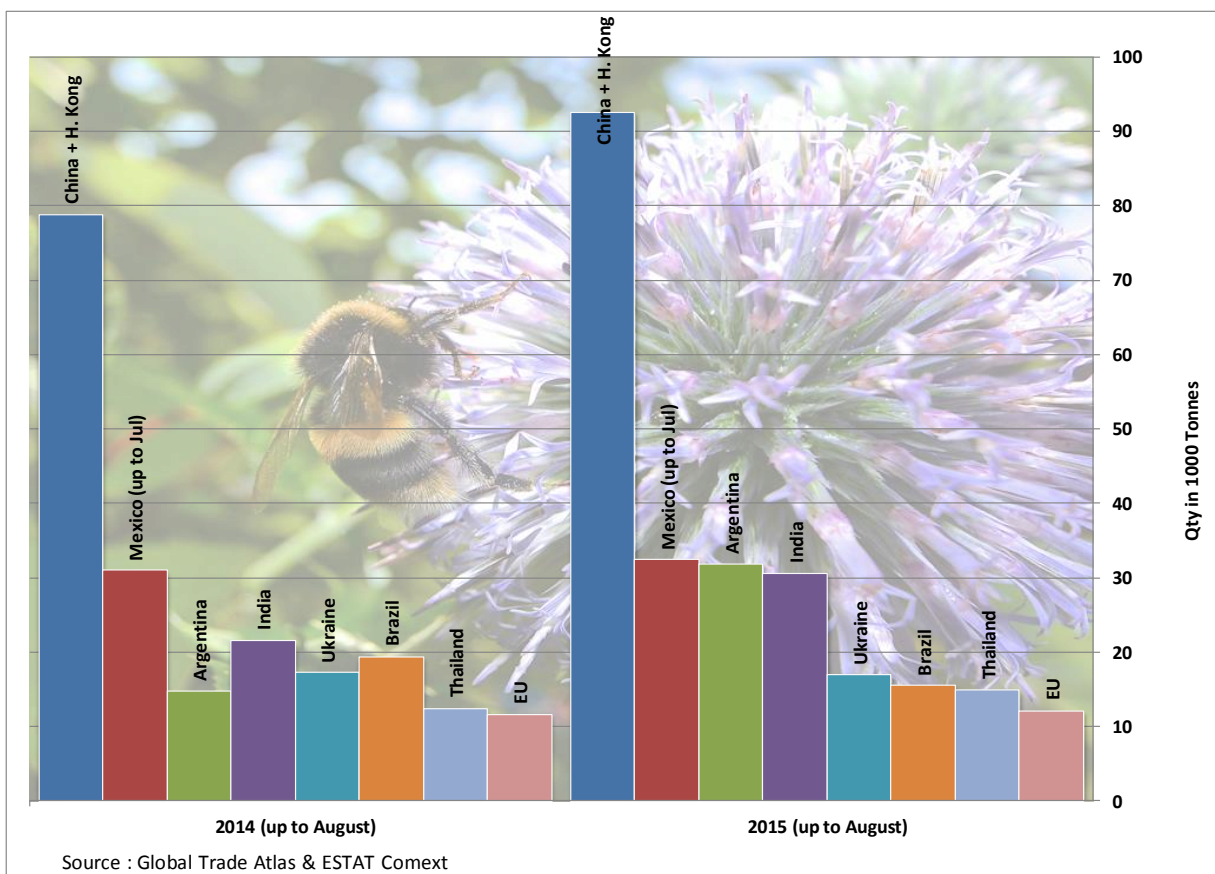 China + H. Kong
Mexico (up to Jul)
Argentina
India
Ukraine
Brazil
Thailand
EU
China + H. Kong
Mexico (up to Jul)
Argentina
India
Ukraine
Brazil
Thailand
EU
100
90
80
70
60
50
40
30
20
10
0
Qty in 1000 Tonnes
2014 (up to August)
2015 (up to August)
Source : Global Trade Atlas & ESTAT Comext